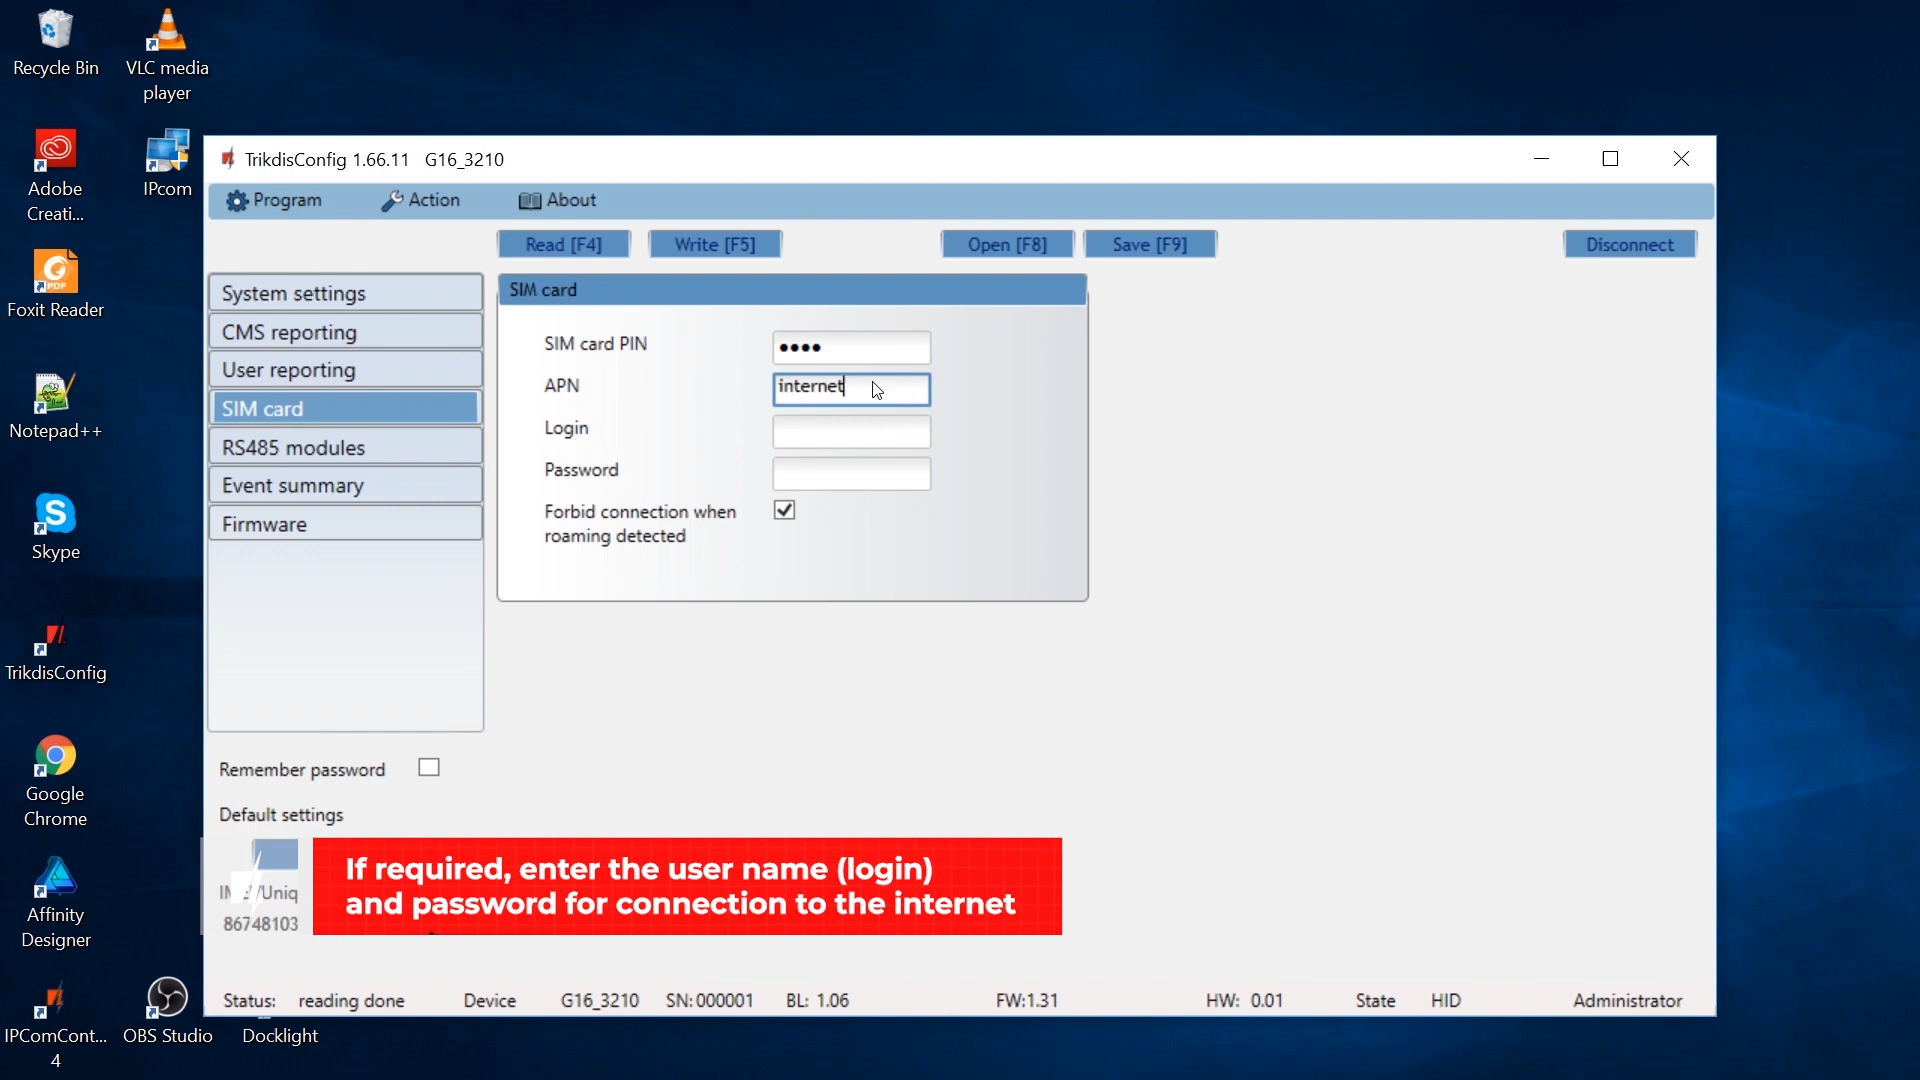 Recycle Bin
VLC media
player
Adobe
Creati...
IPcom
Foxit Reader
Notepad++
Skype
TrikdisConfig
Google
Chrome
Affinity
Designer
IPComCont...
4
OBS Studio
Docklight
TrikdisConfig 1.66.11 G16_3210
Program Action About
Read [F4] Write [F5] Open [F8] Save [F9] Disconnect
System settings
CMS reporting
User reporting
SIM card
RS485 modules
Event summary
Firmware
SIM card
SIM card PIN ••••
APN internet
Login
Password
Forbid connection when
roaming detected
Remember password
Default settings
86748103
If required, enter the user name (login)
and password for connection to the internet
Status: reading done Device G16_3210 SN:000001 BL: 1.06 FW:1.31 HW: 0.01 State HID Administrator